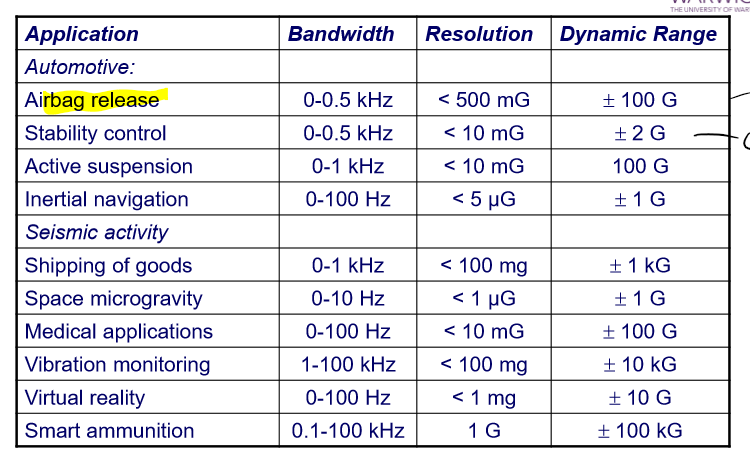 THE UNIVERSITY OF WAR
Application Bandwidth Resolution Dynamic Range
Automotive:
Airbag release 0-0.5 kHz < 500 mG ± 100 G
Stability control 0-0.5 kHz < 10 mG ± 2 G
Active suspension 0-1 kHz < 10 mG 100 G
Inertial navigation 0-100 Hz < 5 µG ± 1 G
Seismic activity
Shipping of goods 0-1 kHz < 100 mg ± 1 kG
Space microgravity 0-10 Hz < 1 µG ± 1 G
Medical applications 0-100 Hz < 10 mG ± 100 G
Vibration monitoring 1-100 kHz < 100 mg ± 10 kG
Virtual reality 0-100 Hz < 1 mg ± 10 G
Smart ammunition 0.1-100 kHz 1 G ± 100 kG